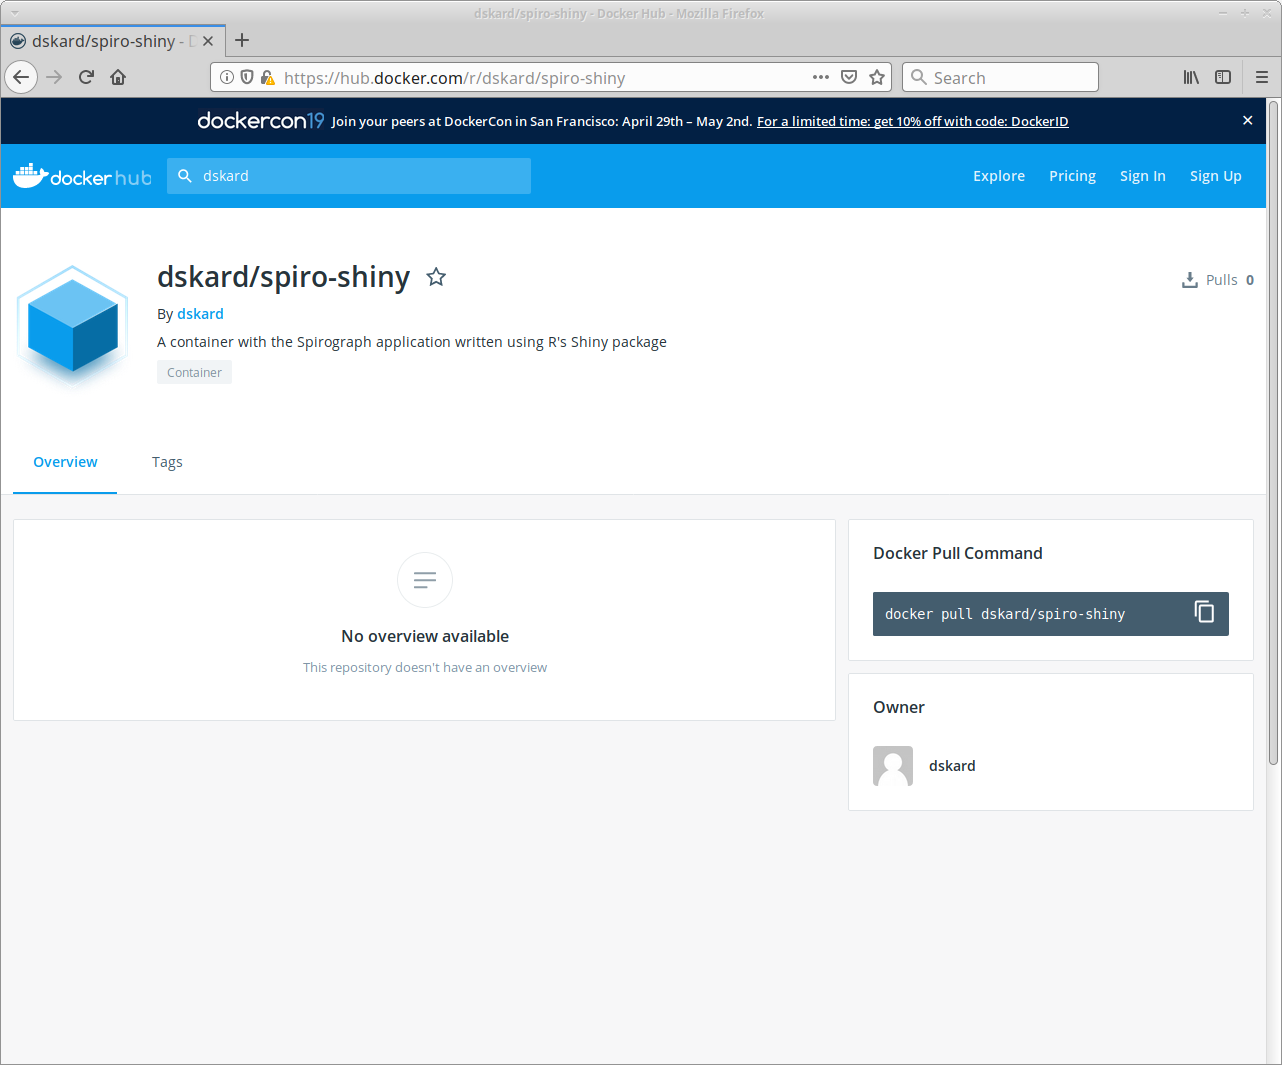 dskard/spiro-shiny - Docker Hub - Mozilla Firefox
dskard/spiro-shiny -
https://hub.docker.com/r/dskard/spiro-shiny
Search
dockercon19 Join your peers at DockerCon in San Francisco: April 29th – May 2nd. For a limited time: get 10% off with code: DockerID
docker hub
dskard
Explore
Pricing
Sign In
Sign Up
dskard/spiro-shiny
Pulls 0
By dskard
A container with the Spirograph application written using R's Shiny package
Container
Overview
Tags
No overview available
This repository doesn't have an overview
Docker Pull Command
docker pull dskard/spiro-shiny
Owner
dskard